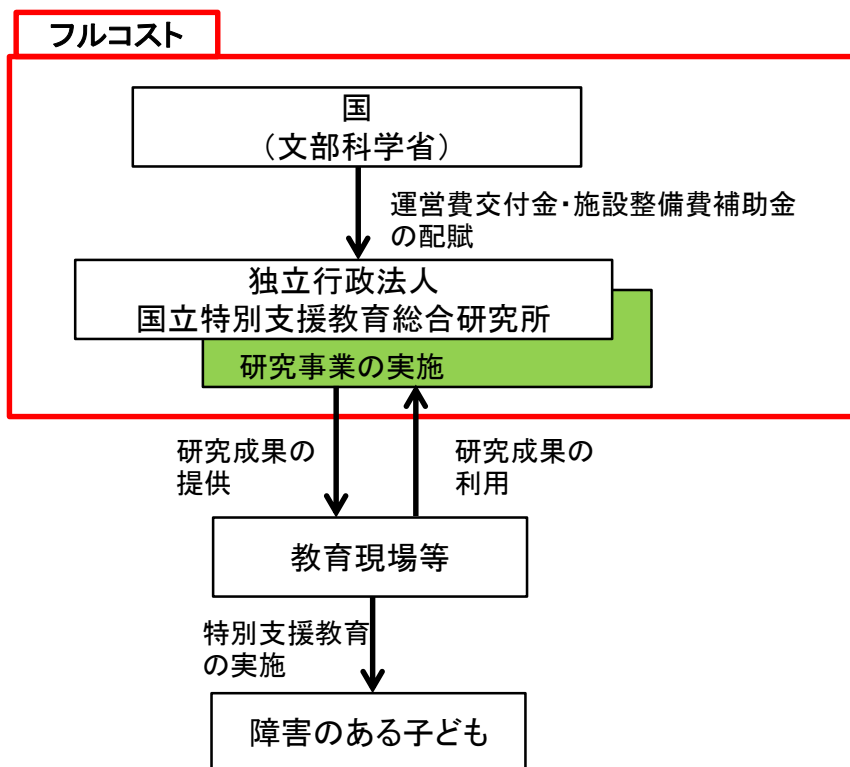 フルコスト
国
（文部科学省）
運営費交付金・施設整備費補助金
の配賦
独立行政法人
国立特別支援教育総合研究所
研究事業の実施
研究成果の
提供
研究成果の
利用
教育現場等
特別支援教育
の実施
障害のある子ども